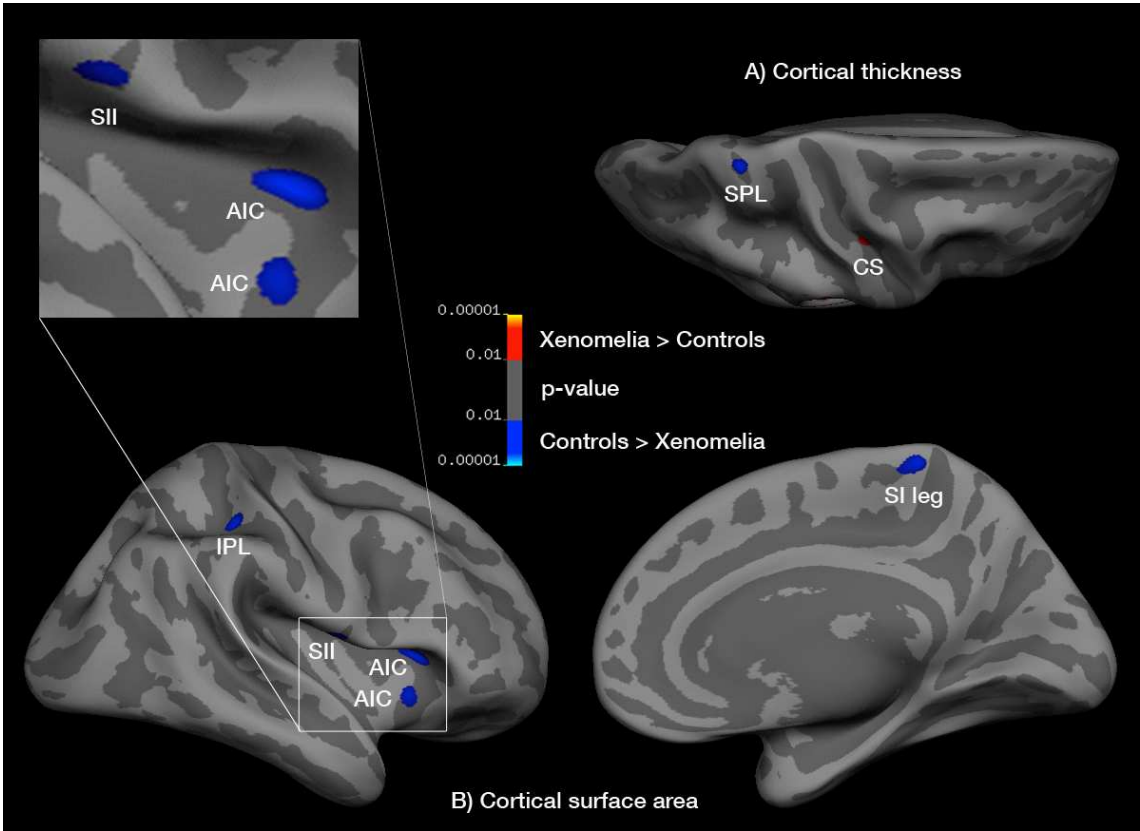 SII
AIC
AIC
A) Cortical thickness
SPL
CS
0.00001
Xenomelia > Controls
0.01
p-value
0.01
Controls > Xenomelia
0.00001
IPL
SII
AIC
AIC
SI leg
B) Cortical surface area